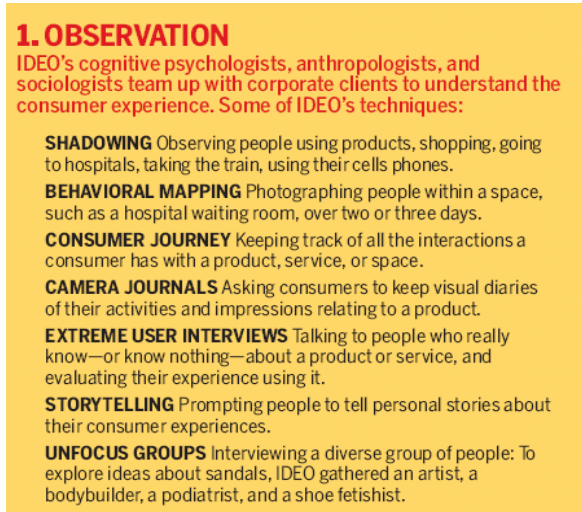 1. OBSERVATION
IDEO's cognitive psychologists, anthropologists, and
sociologists team up with corporate clients to understand the
consumer experience. Some of IDEO's techniques:
SHADOWING Observing people using products, shopping, going
to hospitals, taking the train, using their cells phones.
BEHAVIORAL MAPPING Photographing people within a space,
such as a hospital waiting room, over two or three days.
CONSUMER JOURNEY Keeping track of all the interactions a
consumer has with a product, service, or space.
CAMERA JOURNALS Asking consumers to keep visual diaries
of their activities and impressions relating to a product.
EXTREME USER INTERVIEWS Talking to people who really
know—or know nothing—about a product or service, and
evaluating their experience using it.
STORYTELLING Prompting people to tell personal stories about
their consumer experiences.
UNFOCUS GROUPS Interviewing a diverse group of people: To
explore ideas about sandals, IDEO gathered an artist, a
bodybuilder, a podiatrist, and a shoe fetishist.